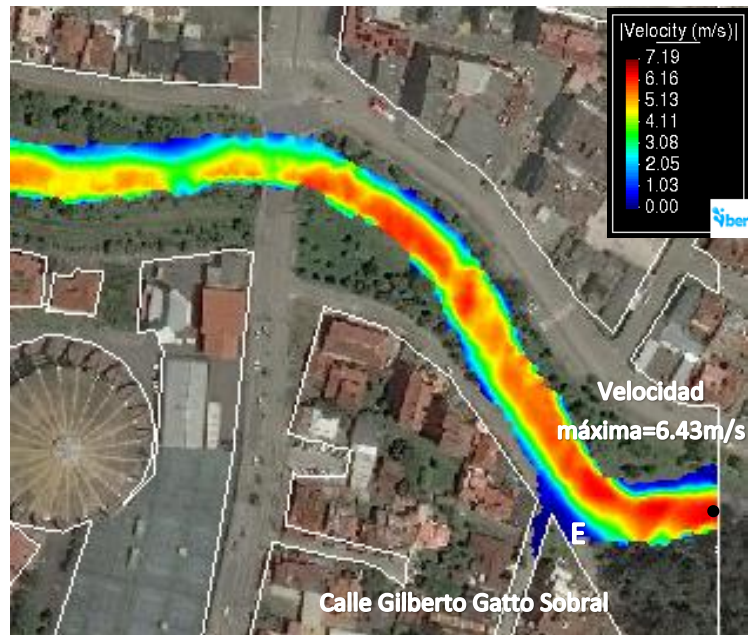 |Velocity (m/s)|
7.19
6.16
5.13
4.11
3.08
2.05
1.03
0.00
iber
Velocidad
máxima=6.43m/s
E
Calle Gilberto Gatto Sobral